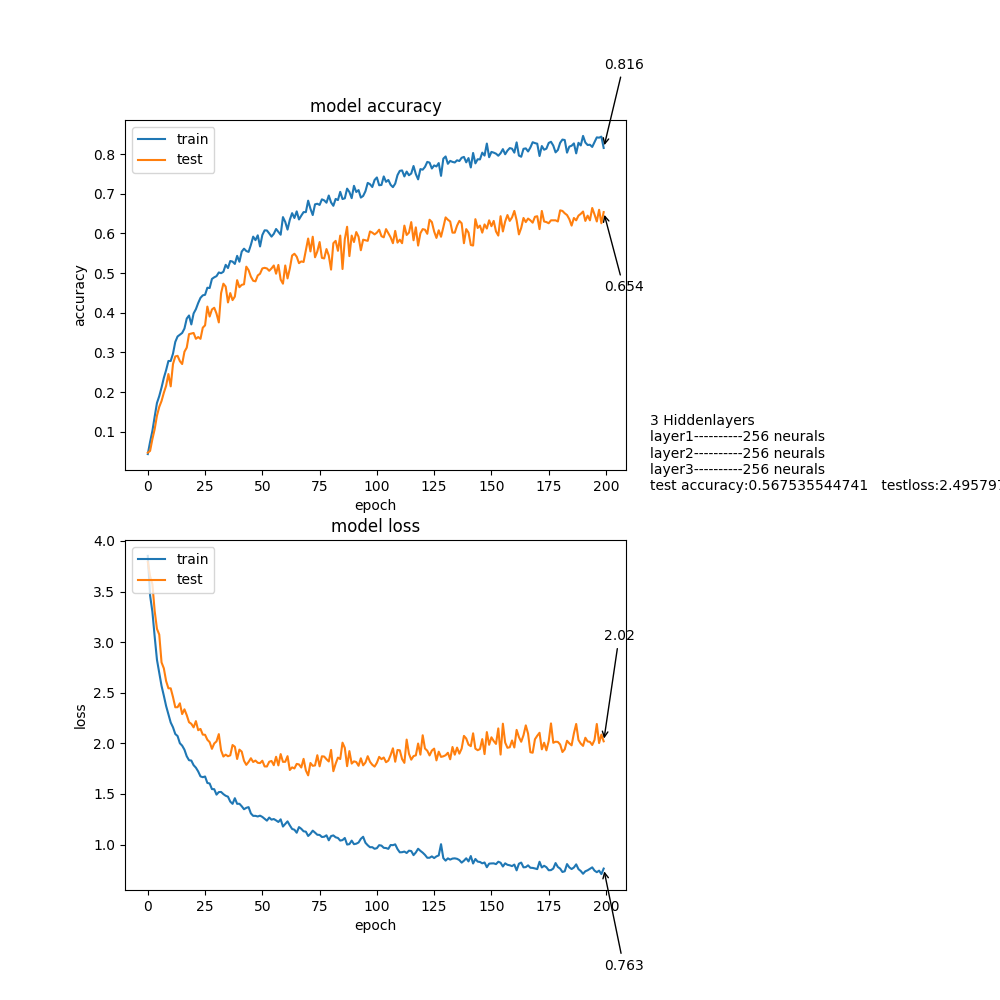 0.816
model accuracy
train
test
0.8
0.7
0.6
0.5
0.4
0.3
0.2
0.1
accuracy
0.654
0 25 50 75 100 125 150 175 200
epoch
3 Hiddenlayers
layer1----------256 neurals
layer2----------256 neurals
layer3----------256 neurals
test accuracy:0.567535544741 testloss:2.495797
model loss
train
test
4.0
3.5
3.0
2.5
2.0
1.5
1.0
loss
2.02
0 25 50 75 100 125 150 175 200
epoch
0.763